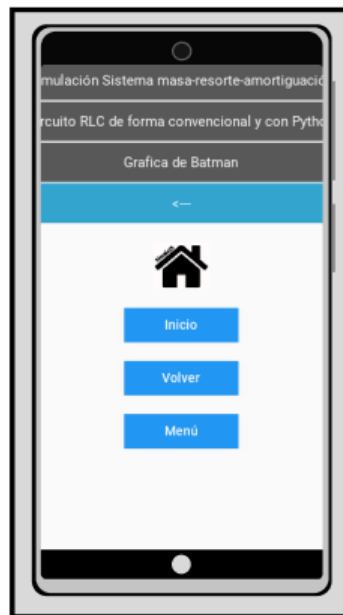 mulación Sistema masa-resorte-amortiguació
rcuito RLC de forma convencional y con Pytho
Grafica de Batman
<---
Inicio
Volver
Menú